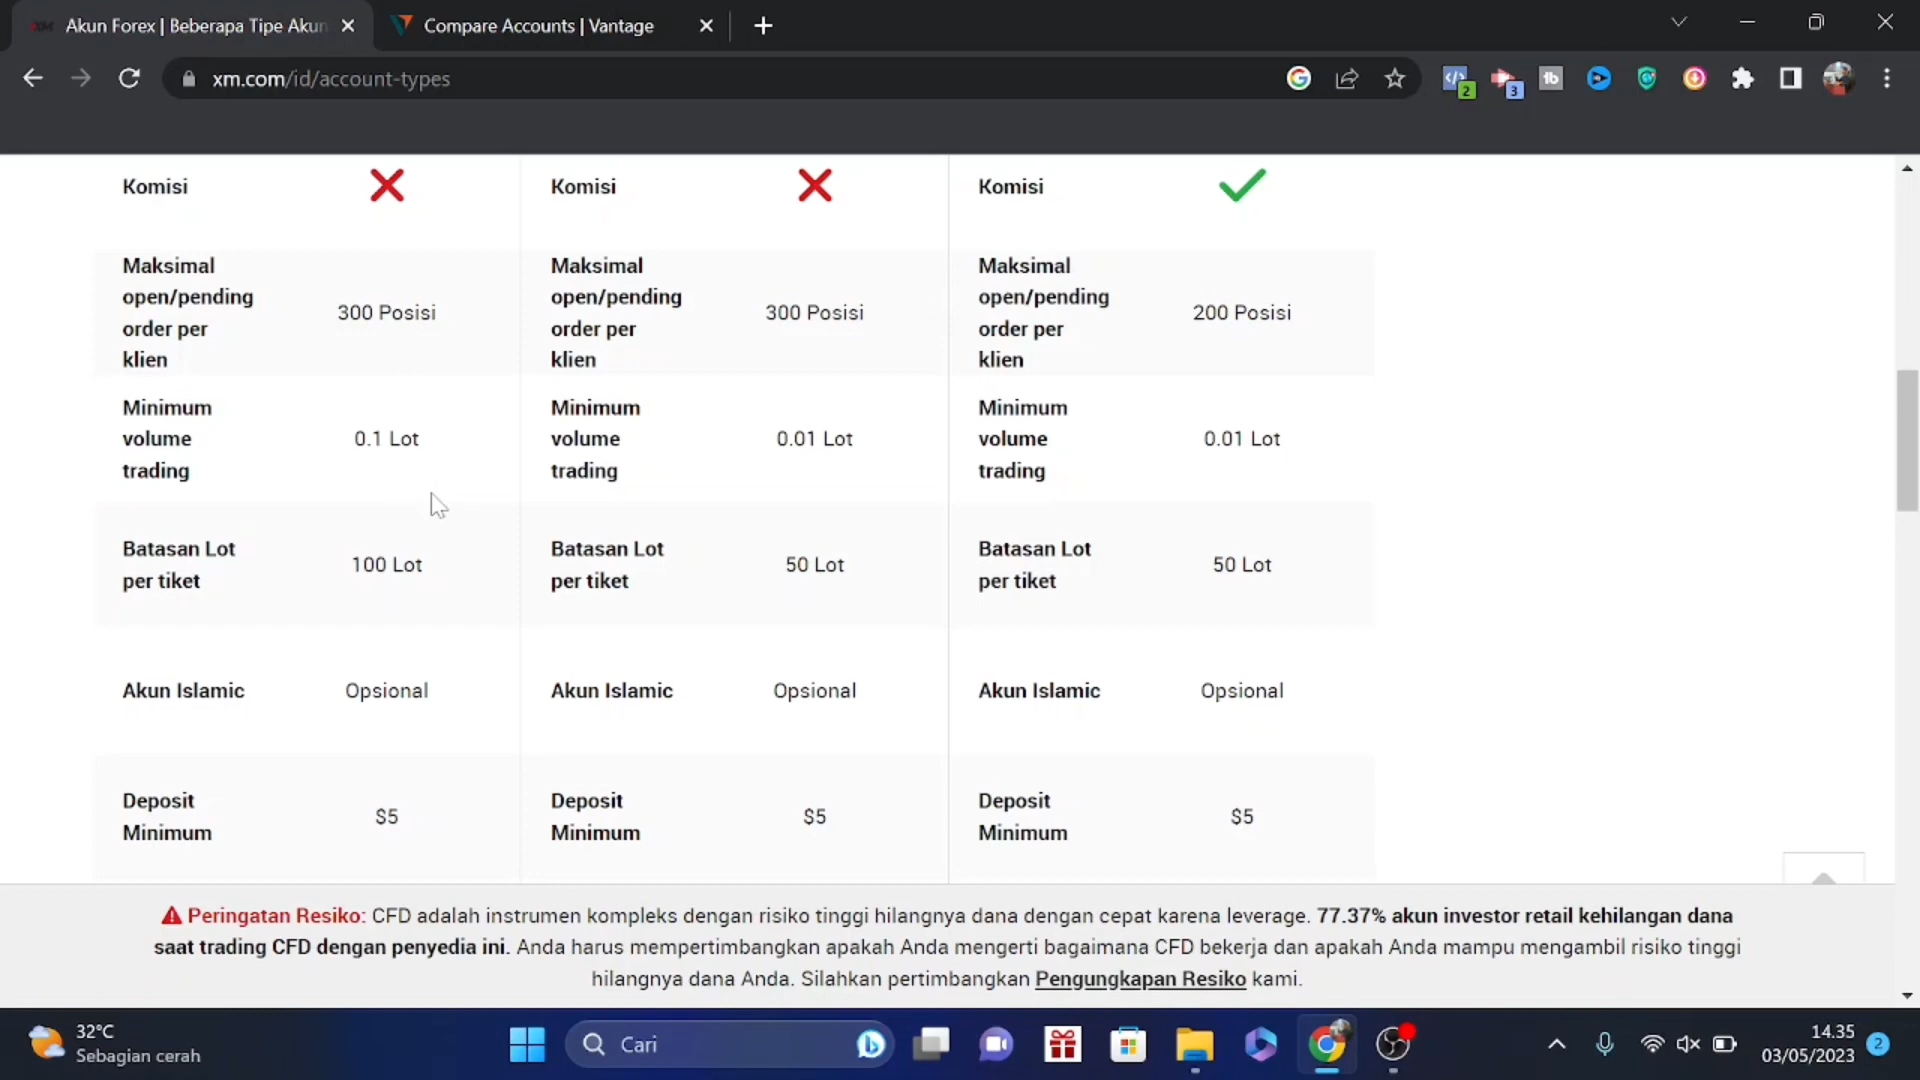 Akun Forex | Beberapa Tipe Akun
Compare Accounts | Vantage
xm.com/id/account-types
2
3
Komisi
Komisi
Komisi
Maksimal
open/pending
order per
klien
300 Posisi
Maksimal
open/pending
order per
klien
300 Posisi
Maksimal
open/pending
order per
klien
200 Posisi
Minimum
volume
trading
0.1 Lot
Minimum
volume
trading
0.01 Lot
Minimum
volume
trading
0.01 Lot
Batasan Lot
per tiket
100 Lot
Batasan Lot
per tiket
50 Lot
Batasan Lot
per tiket
50 Lot
Akun Islamic Opsional
Akun Islamic Opsional
Akun Islamic Opsional
Deposit
Minimum
$5
Deposit
Minimum
$5
Deposit
Minimum
$5
Peringatan Resiko: CFD adalah instrumen kompleks dengan risiko tinggi hilangnya dana dengan cepat karena leverage. 77.37% akun investor retail kehilangan dana
saat trading CFD dengan penyedia ini. Anda harus mempertimbangkan apakah Anda mengerti bagaimana CFD bekerja dan apakah Anda mampu mengambil risiko tinggi
hilangnya dana Anda. Silahkan pertimbangkan Pengungkapan Resiko kami.
32°C
Sebagian cerah
Cari
14.35
03/05/2023
2